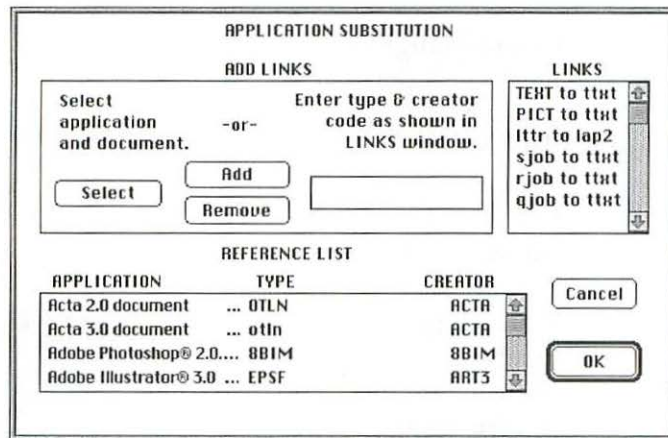 APPLICATION SUBSTITUTION
ADD LINKS
Select
application
and document.
-or-
Enter type & creator
code as shown in
LINKS window.
Select
Add
Remove
LINKS
TEXT to ttxt
PICT to ttxt
lttr to lap2
sjob to ttxt
rjob to ttxt
qjob to ttxt
REFERENCE LIST
APPLICATION TYPE CREATOR
Acta 2.0 document ... OTLN ACTA
Acta 3.0 document ... otln ACTA
Adobe Photoshop® 2.0.... 8BIM 8BIM
Adobe Illustrator® 3.0 ... EPSF ART3
Cancel
OK